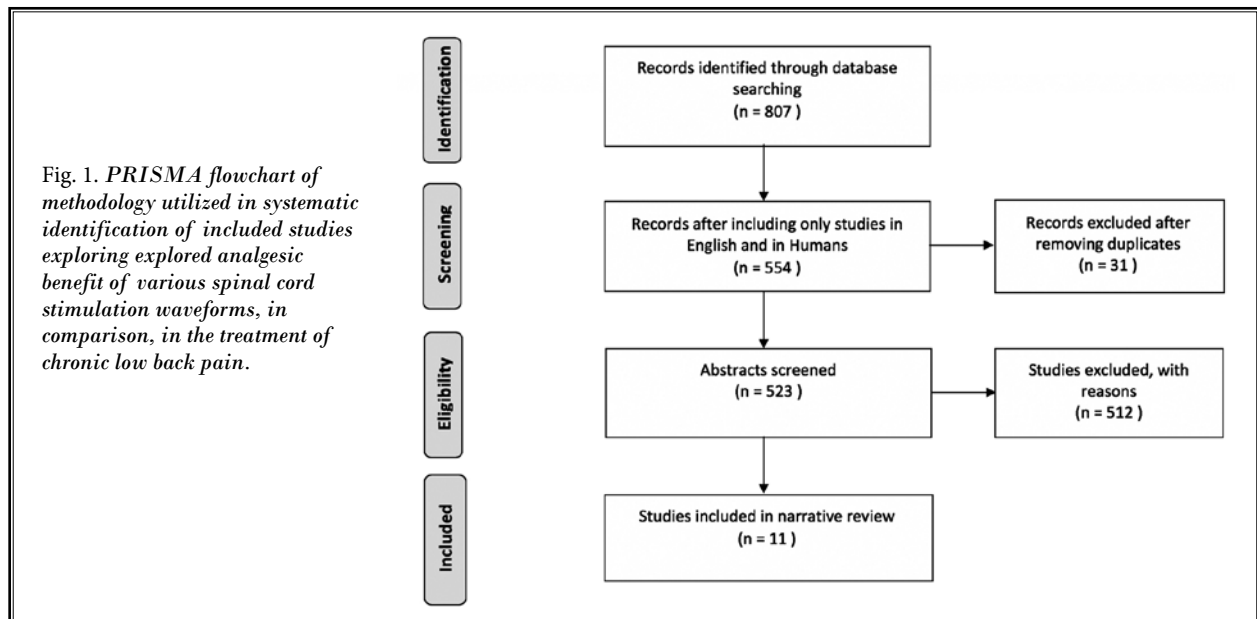 Fig. 1. PRISMA flowchart of
methodology utilized in systematic
identification of included studies
exploring explored analgesic
benefit of various spinal cord
stimulation waveforms, in
comparison, in the treatment of
chronic low back pain.
Identification
Records identified through database
searching
(n = 807 )
Screening
Records after including only studies in
English and in Humans
(n = 554 )
Records excluded after
removing duplicates
(n = 31 )
Eligibility
Abstracts screened
(n = 523 )
Studies excluded, with
reasons
(n = 512 )
Included
Studies included in narrative review
(n = 11 )